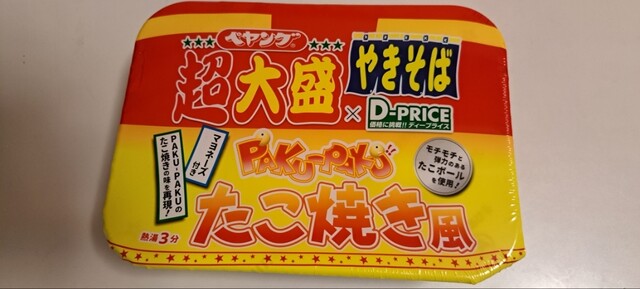 ペヤング
超大盛
やきそば
×
D-PRICE
価格に挑戦!! ディープライス
PAKU-PAKUの
たこ焼きの味を再現!
マヨネーズ
付き
PAKU-PAKU!!
モチモチと
弾力のある
たこボール
を使用!
たこ焼き風
熱湯3分